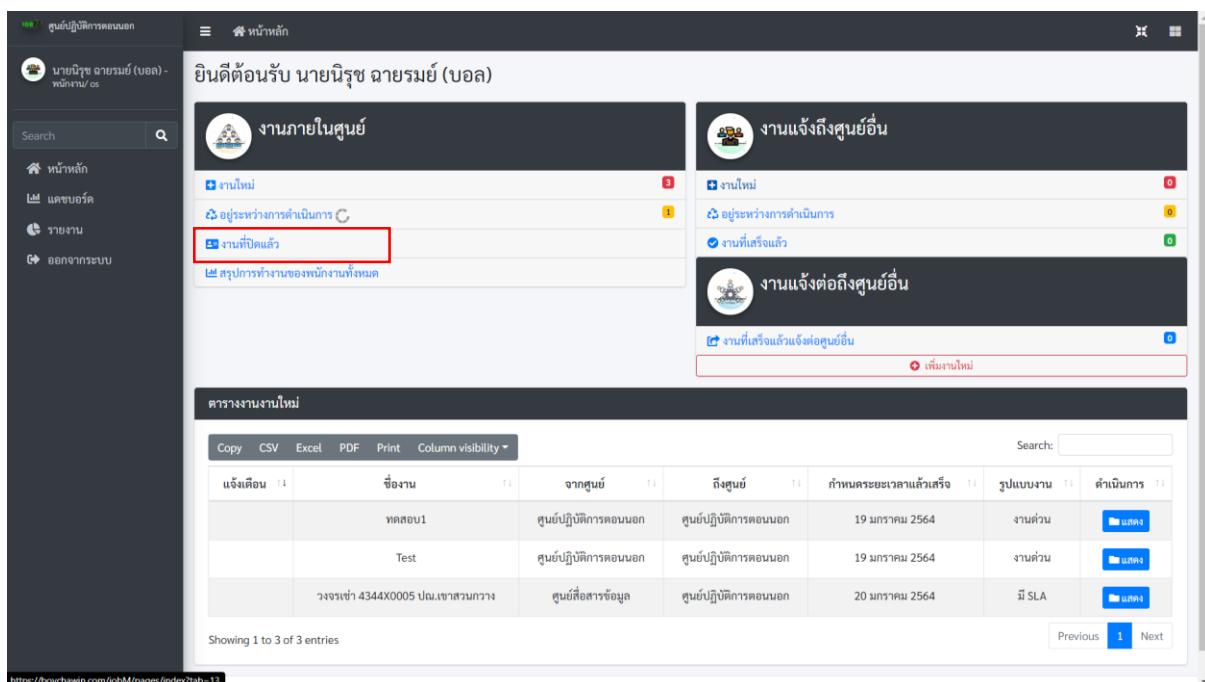 ศูนย์ปฏิบัติการตอนนอก
หน้าหลัก
นายนิรุช ฉายรมย์ (บอล) -
พนักงาน/ os
Search
หน้าหลัก
แดชบอร์ด
รายงาน
ออกจากระบบ
ยินดีต้อนรับ นายนิรุช ฉายรมย์ (บอล)
งานภายในศูนย์
งานใหม่ 3
อยู่ระหว่างการดำเนินการ 1
งานที่ปิดแล้ว
สรุปการทำงานของพนักงานทั้งหมด
งานแจ้งถึงศูนย์อื่น
งานใหม่ 0
อยู่ระหว่างการดำเนินการ 0
งานที่เสร็จแล้ว 0
งานแจ้งต่อถึงศูนย์อื่น
งานที่เสร็จแล้วแจ้งต่อศูนย์อื่น 0
เพิ่มงานใหม่
ตารางงานงานใหม่
Copy CSV Excel PDF Print Column visibility Search:
แจ้งเตือน ชื่องาน จากศูนย์ ถึงศูนย์ กำหนดระยะเวลาแล้วเสร็จ รูปแบบงาน ดำเนินการ
ทดสอบ1 ศูนย์ปฏิบัติการตอนนอก ศูนย์ปฏิบัติการตอนนอก 19 มกราคม 2564 งานด่วน แสดง
Test ศูนย์ปฏิบัติการตอนนอก ศูนย์ปฏิบัติการตอนนอก 19 มกราคม 2564 งานด่วน แสดง
วงจรเช่า 4344X0005 ปณ.เขาสวนกวาง ศูนย์สื่อสารข้อมูล ศูนย์ปฏิบัติการตอนนอก 20 มกราคม 2564 มี SLA แสดง
Showing 1 to 3 of 3 entries Previous 1 Next
https://boychawin.com/jobM/pages/index?tab=13